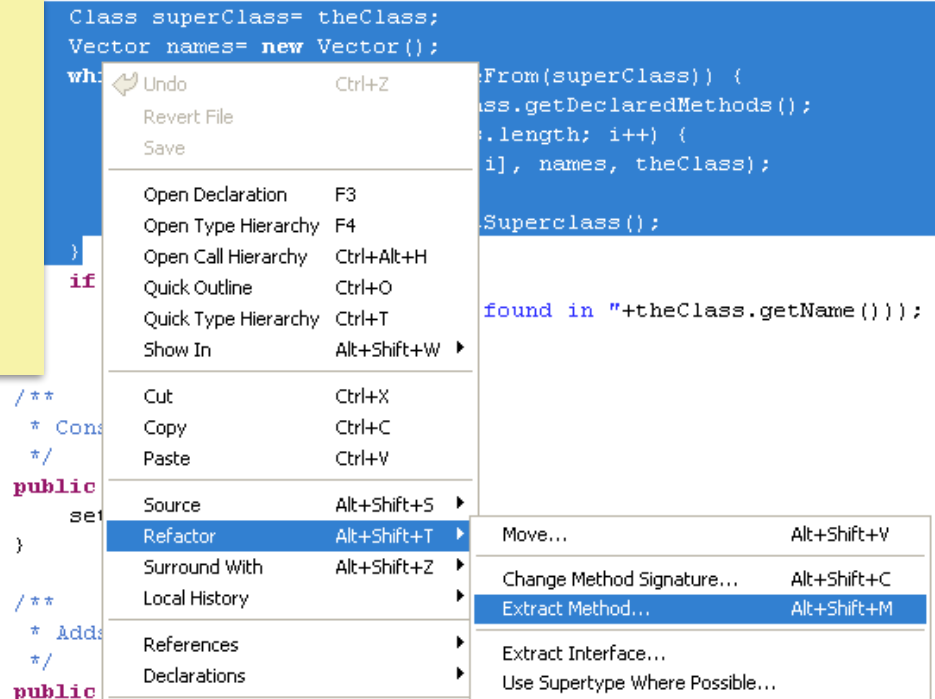 Class superClass= theClass;
Vector names= new Vector();
From(superClass)) {
ss.getDeclaredMethods();
.length; i++) {
i], names, theClass);
Superclass();
}
if
found in "+theClass.getName()));
/**
* Cons
*/
public
set
}
/**
* Adds
*/
public
Undo Ctrl+Z
Revert File
Save
Open Declaration F3
Open Type Hierarchy F4
Open Call Hierarchy Ctrl+Alt+H
Quick Outline Ctrl+O
Quick Type Hierarchy Ctrl+T
Show In Alt+Shift+W
Cut Ctrl+X
Copy Ctrl+C
Paste Ctrl+V
Source Alt+Shift+S
Refactor Alt+Shift+T
Surround With Alt+Shift+Z
Local History
References
Declarations
Move... Alt+Shift+V
Change Method Signature... Alt+Shift+C
Extract Method... Alt+Shift+M
Extract Interface...
Use Supertype Where Possible...